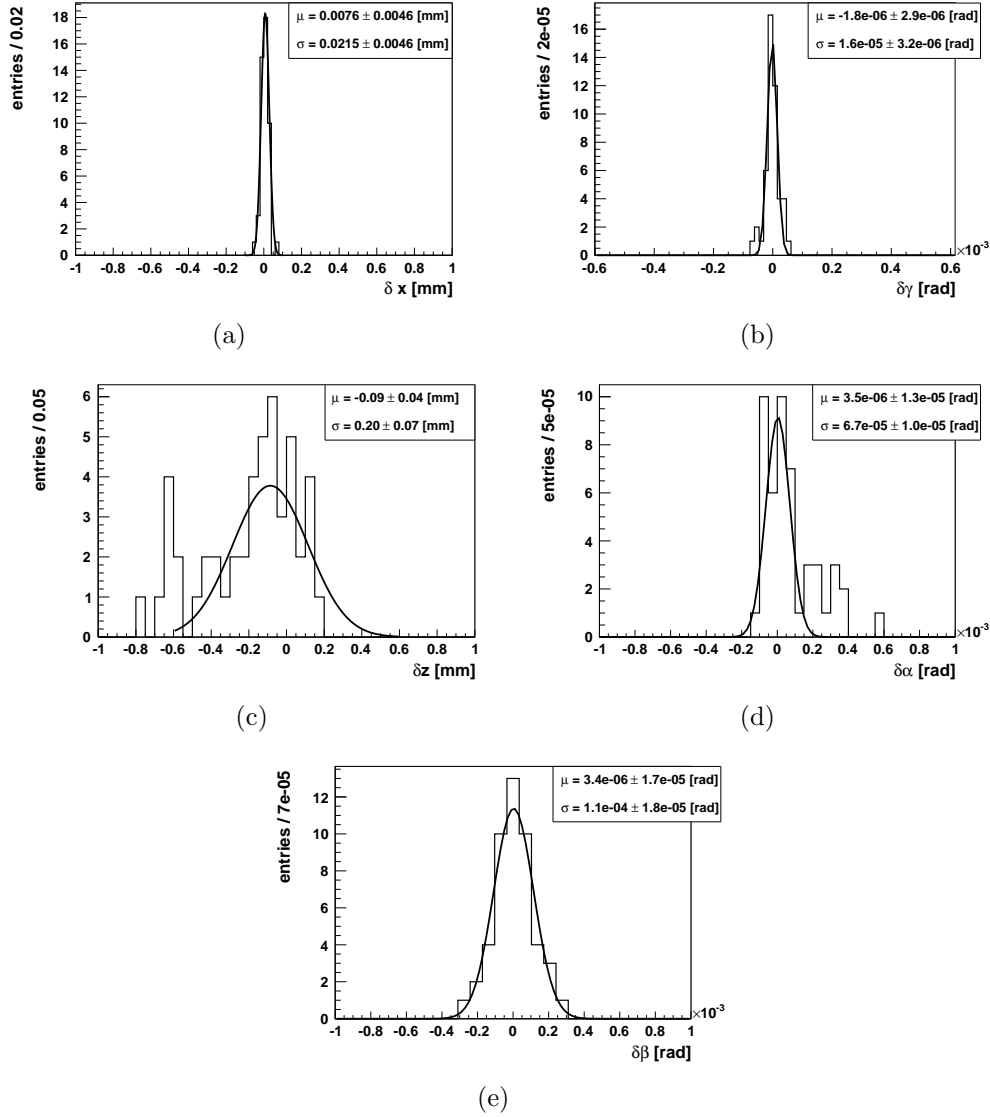 μ = 0.0076 ± 0.0046 [mm]
σ = 0.0215 ± 0.0046 [mm]
entries / 0.02
18
16
14
12
10
8
6
4
2
0
-1 -0.8 -0.6 -0.4 -0.2 0 0.2 0.4 0.6 0.8 1
δ x [mm]
(a)
μ = -1.8e-06 ± 2.9e-06 [rad]
σ = 1.6e-05 ± 3.2e-06 [rad]
entries / 2e-05
16
14
12
10
8
6
4
2
0
-0.6 -0.4 -0.2 0 0.2 0.4 0.6
×10⁻³
δγ [rad]
(b)
μ = -0.09 ± 0.04 [mm]
σ = 0.20 ± 0.07 [mm]
entries / 0.05
6
5
4
3
2
1
0
-1 -0.8 -0.6 -0.4 -0.2 0 0.2 0.4 0.6 0.8 1
δz [mm]
(c)
μ = 3.5e-06 ± 1.3e-05 [rad]
σ = 6.7e-05 ± 1.0e-05 [rad]
entries / 5e-05
10
8
6
4
2
0
-1 -0.8 -0.6 -0.4 -0.2 0 0.2 0.4 0.6 0.8 1
×10⁻³
δα [rad]
(d)
μ = 3.4e-06 ± 1.7e-05 [rad]
σ = 1.1e-04 ± 1.8e-05 [rad]
entries / 7e-05
12
10
8
6
4
2
0
-1 -0.8 -0.6 -0.4 -0.2 0 0.2 0.4 0.6 0.8 1
×10⁻³
δβ [rad]
(e)